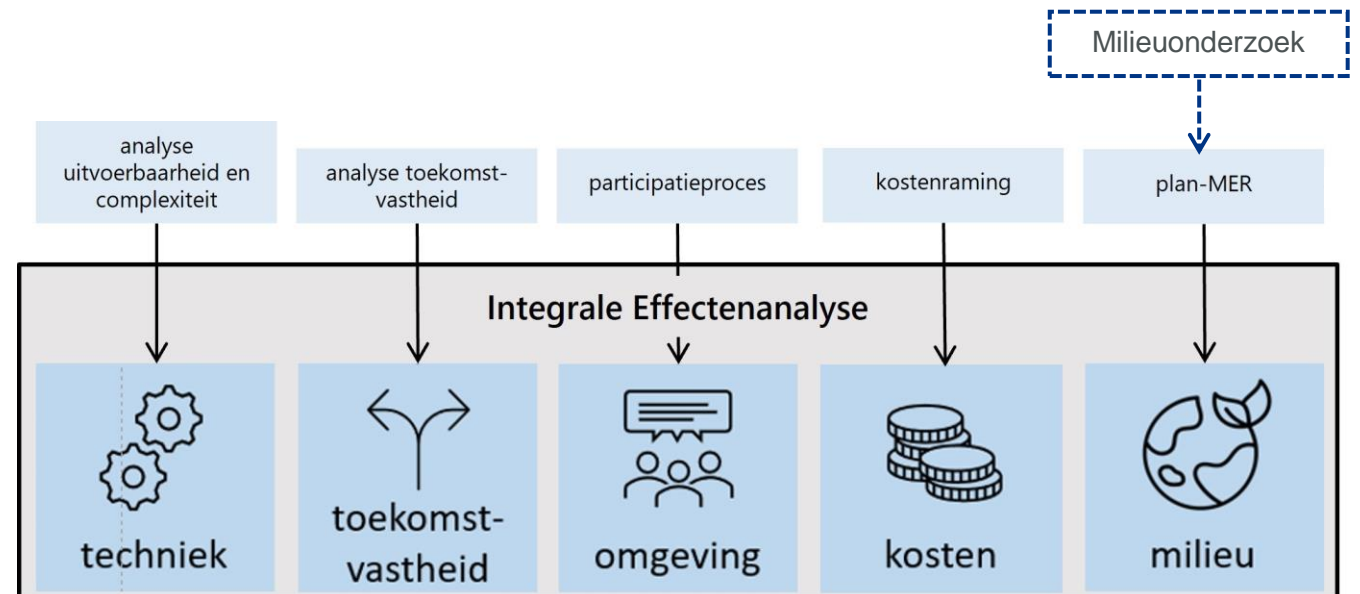 Milieuonderzoek
analyse
uitvoerbaarheid en
complexiteit
analyse toekomst-
vastheid
participatieproces
kostenraming
plan-MER
Integrale Effectenanalyse
techniek
toekomst-
vastheid
omgeving
kosten
milieu